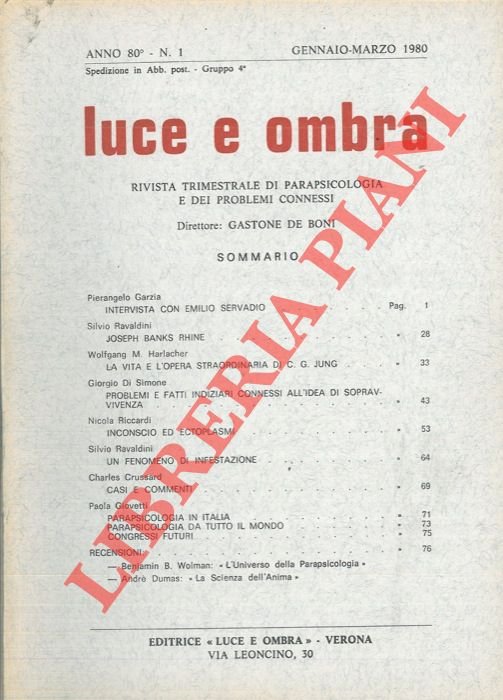 ANNO 80° - N. 1 GENNAIO-MARZO 1980
Spedizione in Abb. post. - Gruppo 4°
luce e ombra
RIVISTA TRIMESTRALE DI PARAPSICOLOGIA
E DEI PROBLEMI CONNESSI
Direttore: GASTONE DE BONI
SOMMARIO
Pierangelo Garzia
INTERVISTA CON EMILIO SERVADIO . . . . . . Pag. 1
Silvio Ravaldini
JOSEPH BANKS RHINE . . . . . . » 28
Wolfgang M. Harlacher
LA VITA E L'OPERA STRAORDINARIA DI C. G. JUNG . . » 33
Giorgio Di Simone
PROBLEMI E FATTI INDIZIARI CONNESSI ALL'IDEA DI SOPRAV-
VIVENZA . . . . . . » 43
Nicola Riccardi
INCONSCIO ED ECTOPLASMI . . . . . . » 53
Silvio Ravaldini
UN FENOMENO DI INFESTAZIONE . . . . . . » 64
Charles Crussard
CASI E COMMENTI . . . . . . » 69
Paola Giovetti
PARAPSICOLOGIA IN ITALIA . . . . . . » 71
PARAPSICOLOGIA DA TUTTO IL MONDO . . . . . . » 73
CONGRESSI FUTURI . . . . . . » 75
RECENSIONI . . . . . . » 76
— Benjamin B. Wolman: « L'Universo della Parapsicologia »
— Andrè Dumas: « La Scienza dell'Anima »
EDITRICE « LUCE E OMBRA » - VERONA
VIA LEONCINO, 30
LIBRERIA PIANI